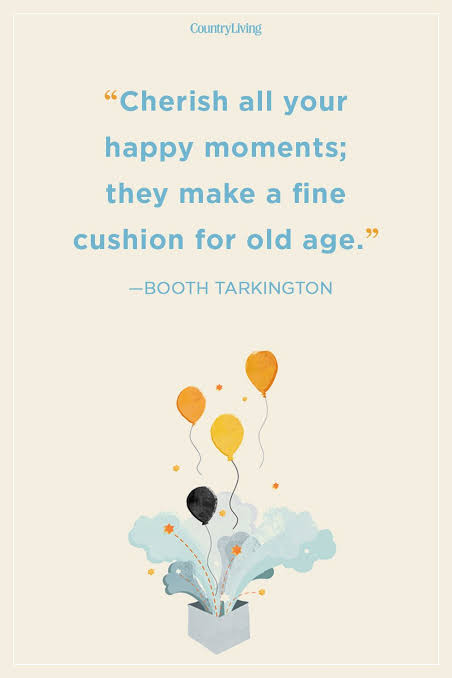 CountryLiving
“Cherish all your
happy moments;
they make a fine
cushion for old age.”
—BOOTH TARKINGTON